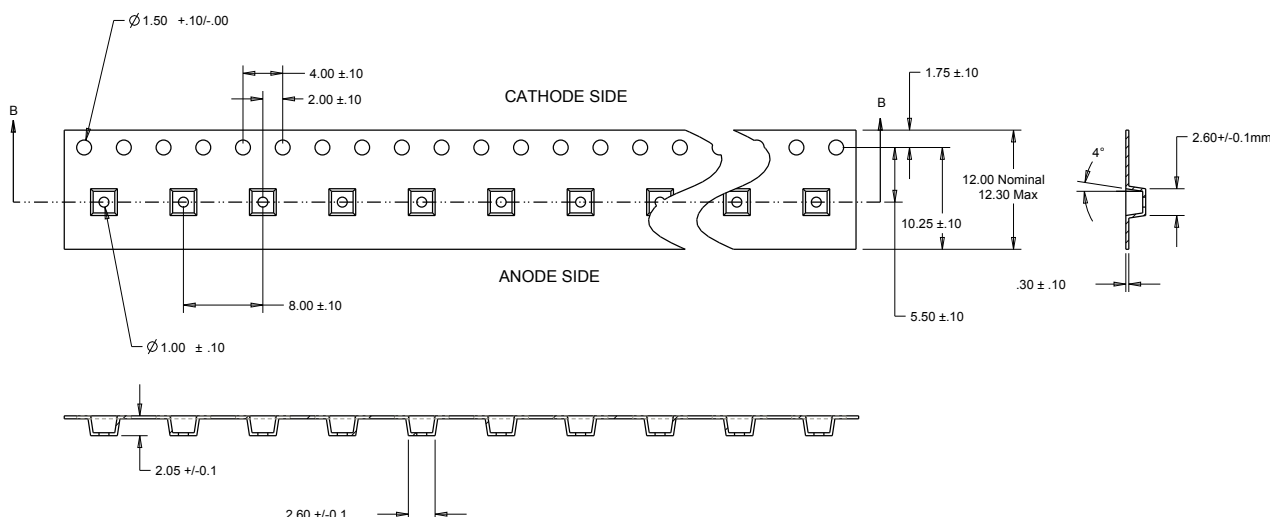 Ø1.50 +.10/-.00
4.00 ±.10
2.00 ±.10
CATHODE SIDE
1.75 ±.10
B
B
2.60+/-0.1mm
4°
12.00 Nominal
12.30 Max
10.25 ±.10
ANODE SIDE
.30 ± .10
8.00 ±.10
5.50 ±.10
Ø1.00 ± .10
2.05 +/-0.1
2.60 +/-0.1